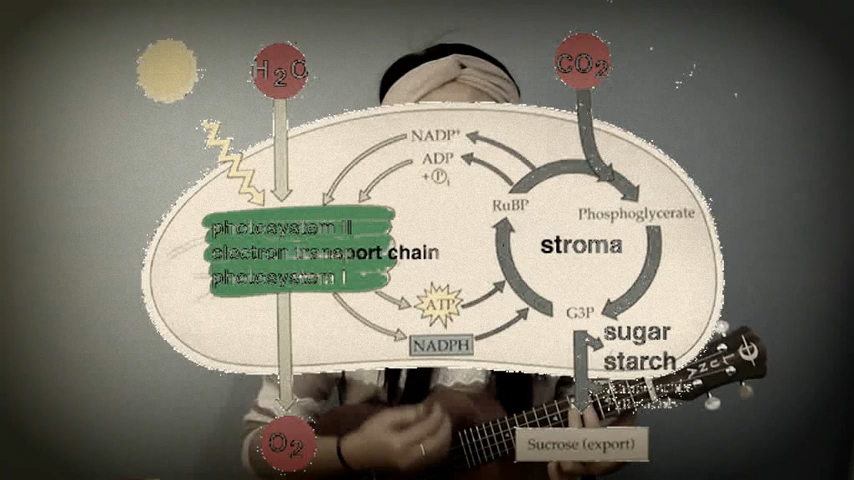 H2O
CO2
NADP+
ADP
+ Pi
RuBP
Phosphoglycerate
photosystem II
electron transport chain
photosystem I
stroma
ATP
NADPH
G3P
sugar
starch
O2
Sucrose (export)